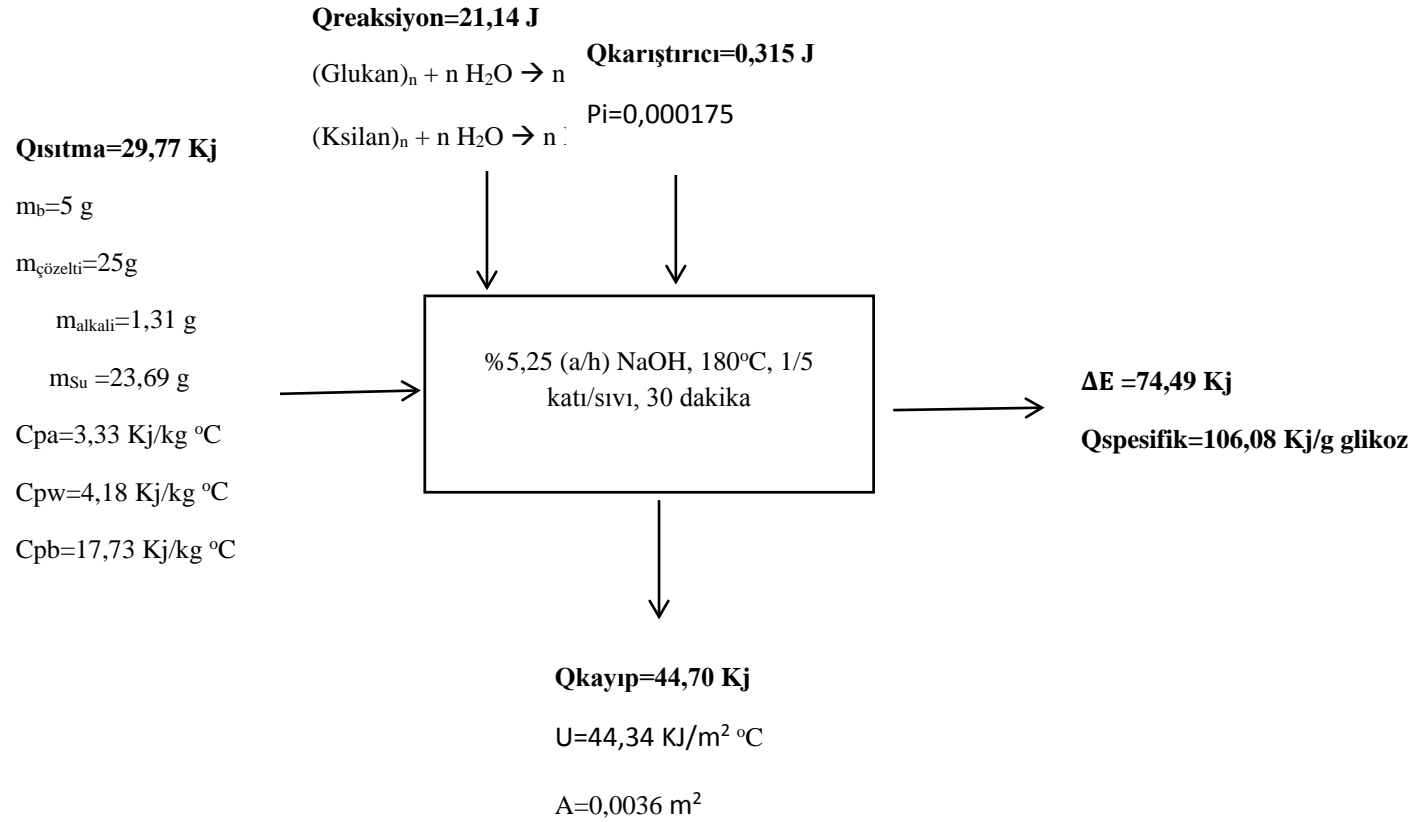 Qreaksiyon=21,14 J
(Glukan)n + n H2O → n
(Ksilan)n + n H2O → n
Qkarıştırıcı=0,315 J
Pi=0,000175
Qısıtma=29,77 Kj
mb=5 g
mçözelti=25g
malkali=1,31 g
mSu =23,69 g
Cpa=3,33 Kj/kg oC
Cpw=4,18 Kj/kg oC
Cpb=17,73 Kj/kg oC
%5,25 (a/h) NaOH, 180oC, 1/5
katı/sıvı, 30 dakika
ΔE =74,49 Kj
Qspesifik=106,08 Kj/g glikoz
Qkayıp=44,70 Kj
U=44,34 KJ/m2 oC
A=0,0036 m2